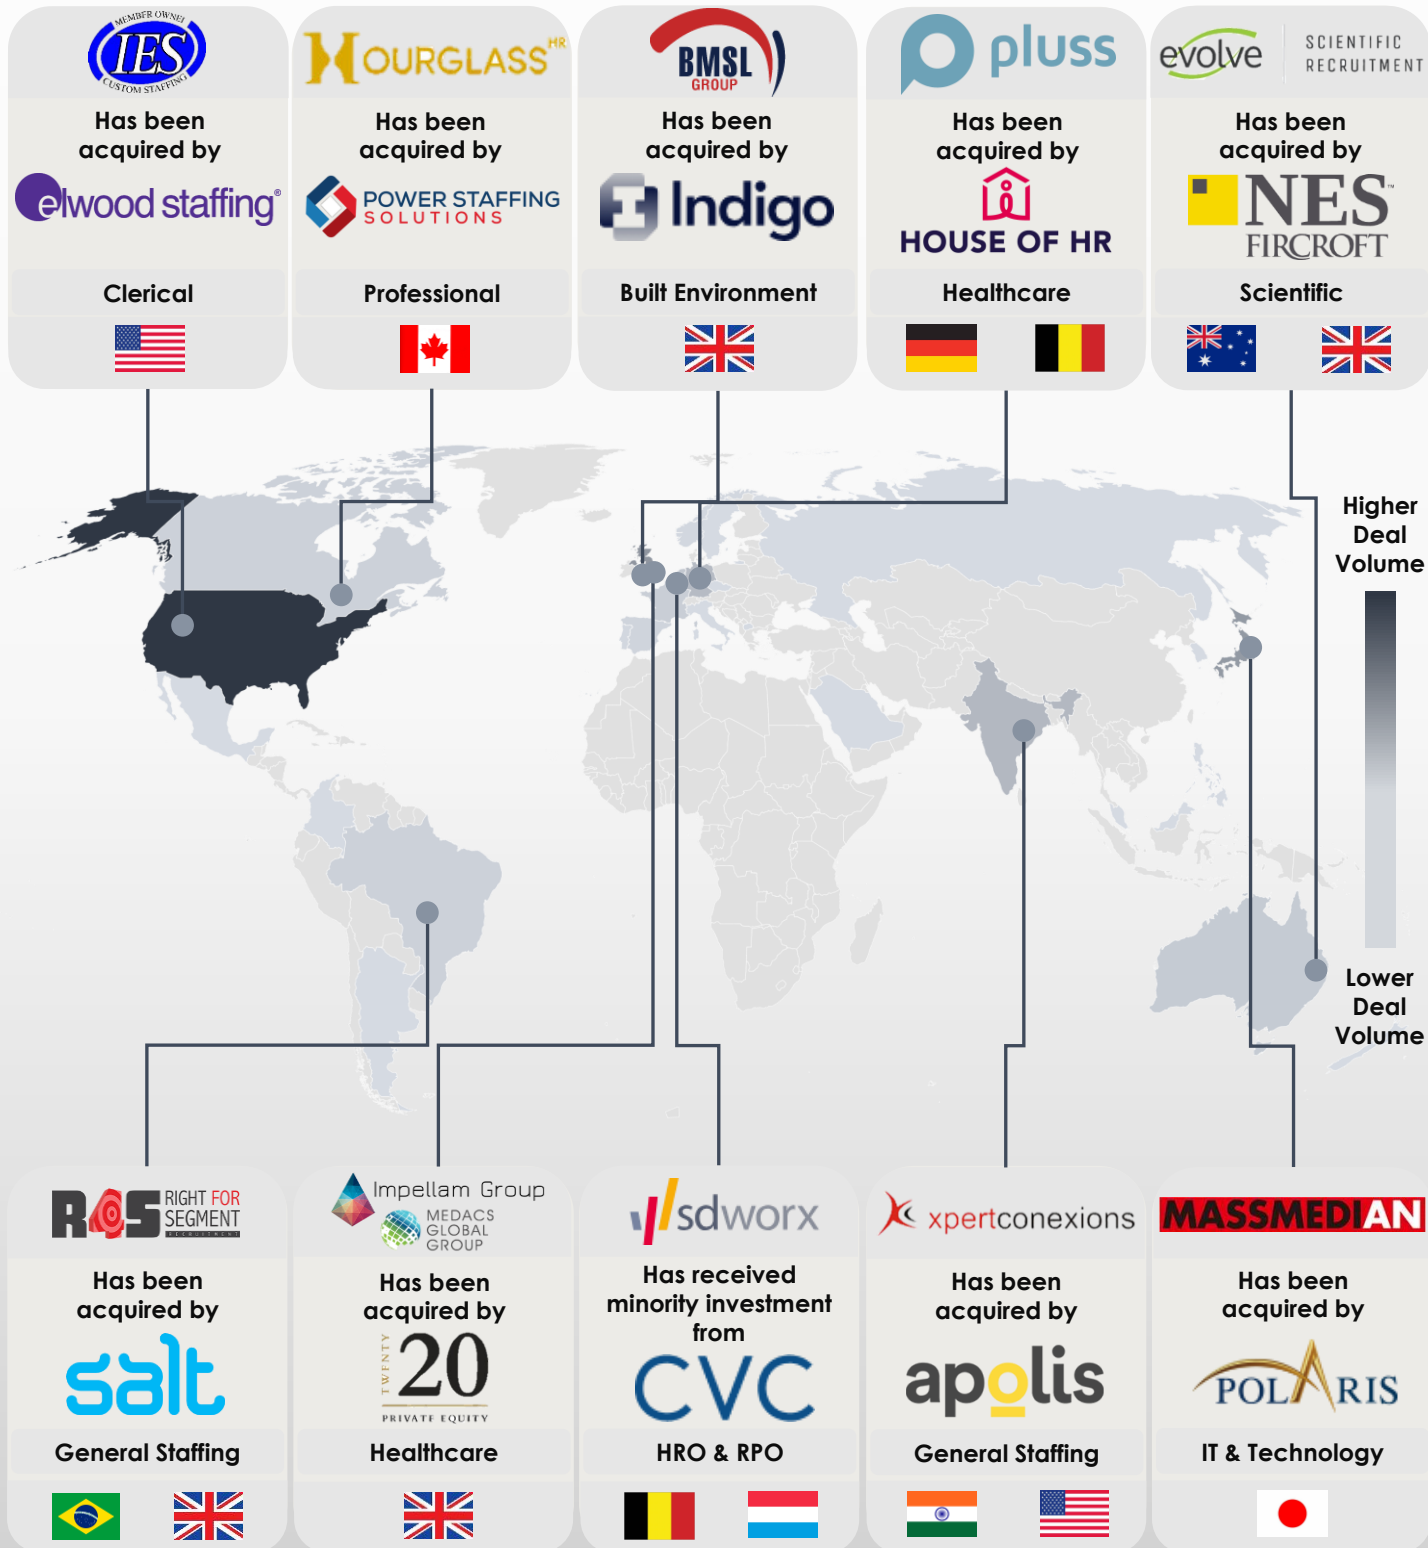 MEMBER OWNED
IES
CUSTOM STAFFING
Has been
acquired by
elwood staffing®
Clerical
HOURGLASS HR
Has been
acquired by
POWER STAFFING
SOLUTIONS
Professional
BMSL
GROUP
Has been
acquired by
Indigo
Built Environment
pluss
Has been
acquired by
HOUSE OF HR
Healthcare
evolve
SCIENTIFIC
RECRUITMENT
Has been
acquired by
NES™
FIRCROFT
Scientific
Higher
Deal
Volume
Lower
Deal
Volume
RIGHT FOR
SEGMENT
RECRUITMENT
Has been
acquired by
salt
General Staffing
Impellam Group
MEDACS
GLOBAL
GROUP
Has been
acquired by
TWENTY
20
PRIVATE EQUITY
Healthcare
sdworx
Has received
minority investment
from
CVC
HRO & RPO
xpertconexions
Has been
acquired by
apolis
General Staffing
MASSMEDIAN
Has been
acquired by
POLARIS
IT & Technology